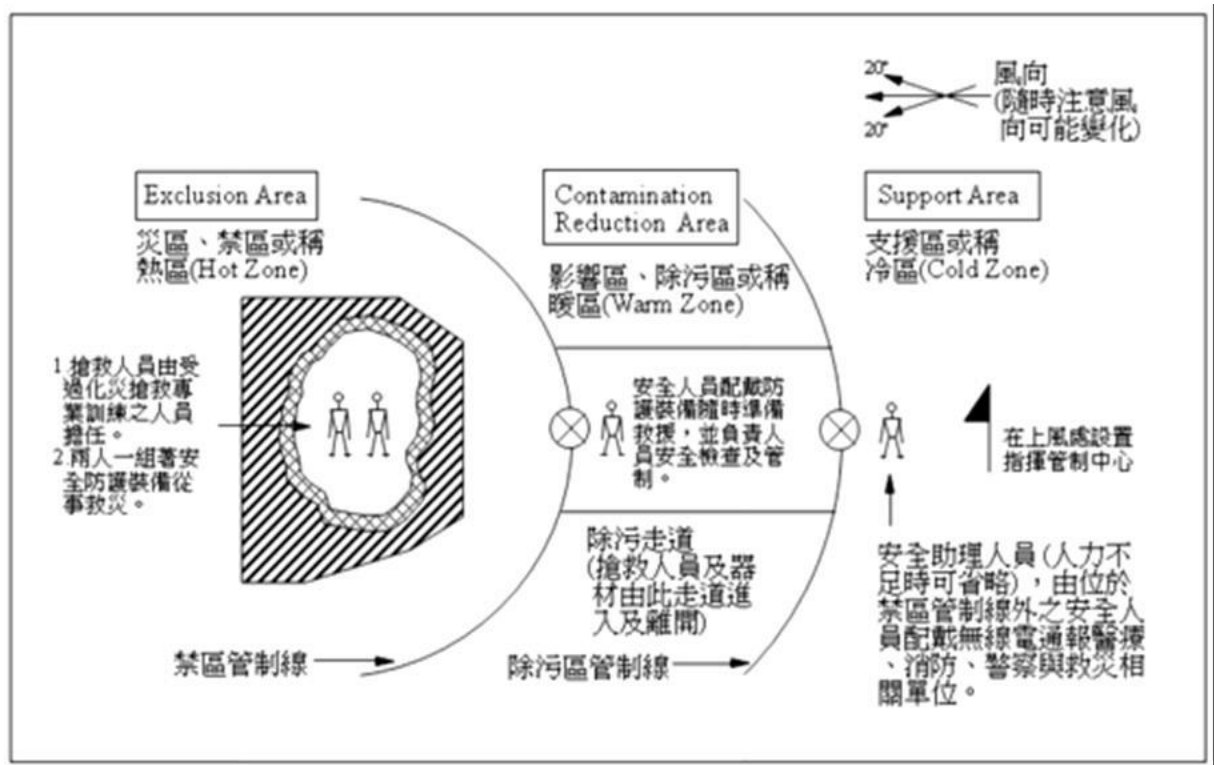 20°
風向
(隨時注意風
向可能變化)
20°
Exclusion Area
災區、禁區或稱
熱區(Hot Zone)
Contamination
Reduction Area
影響區、除污區或稱
暖區(Warm Zone)
Support Area
支援區或稱
冷區(Cold Zone)
1.搶救人員由受
過化災搶救專
業訓練之人員
擔任。
2.兩人一組著安
全防護裝備從
事救災。
安全人員配戴防
護裝備隨時準備
救援，並負責人
員安全檢查及管
制。
在上風處設置
指揮管制中心
除污走道
(搶救人員及器
材由此走道進
入及離開)
安全助理人員(人力不
足時可省略)，由位於
禁區管制線外之安全人
員配戴無線電通報醫療
、消防、警察與救災相
關單位。
禁區管制線
除污區管制線